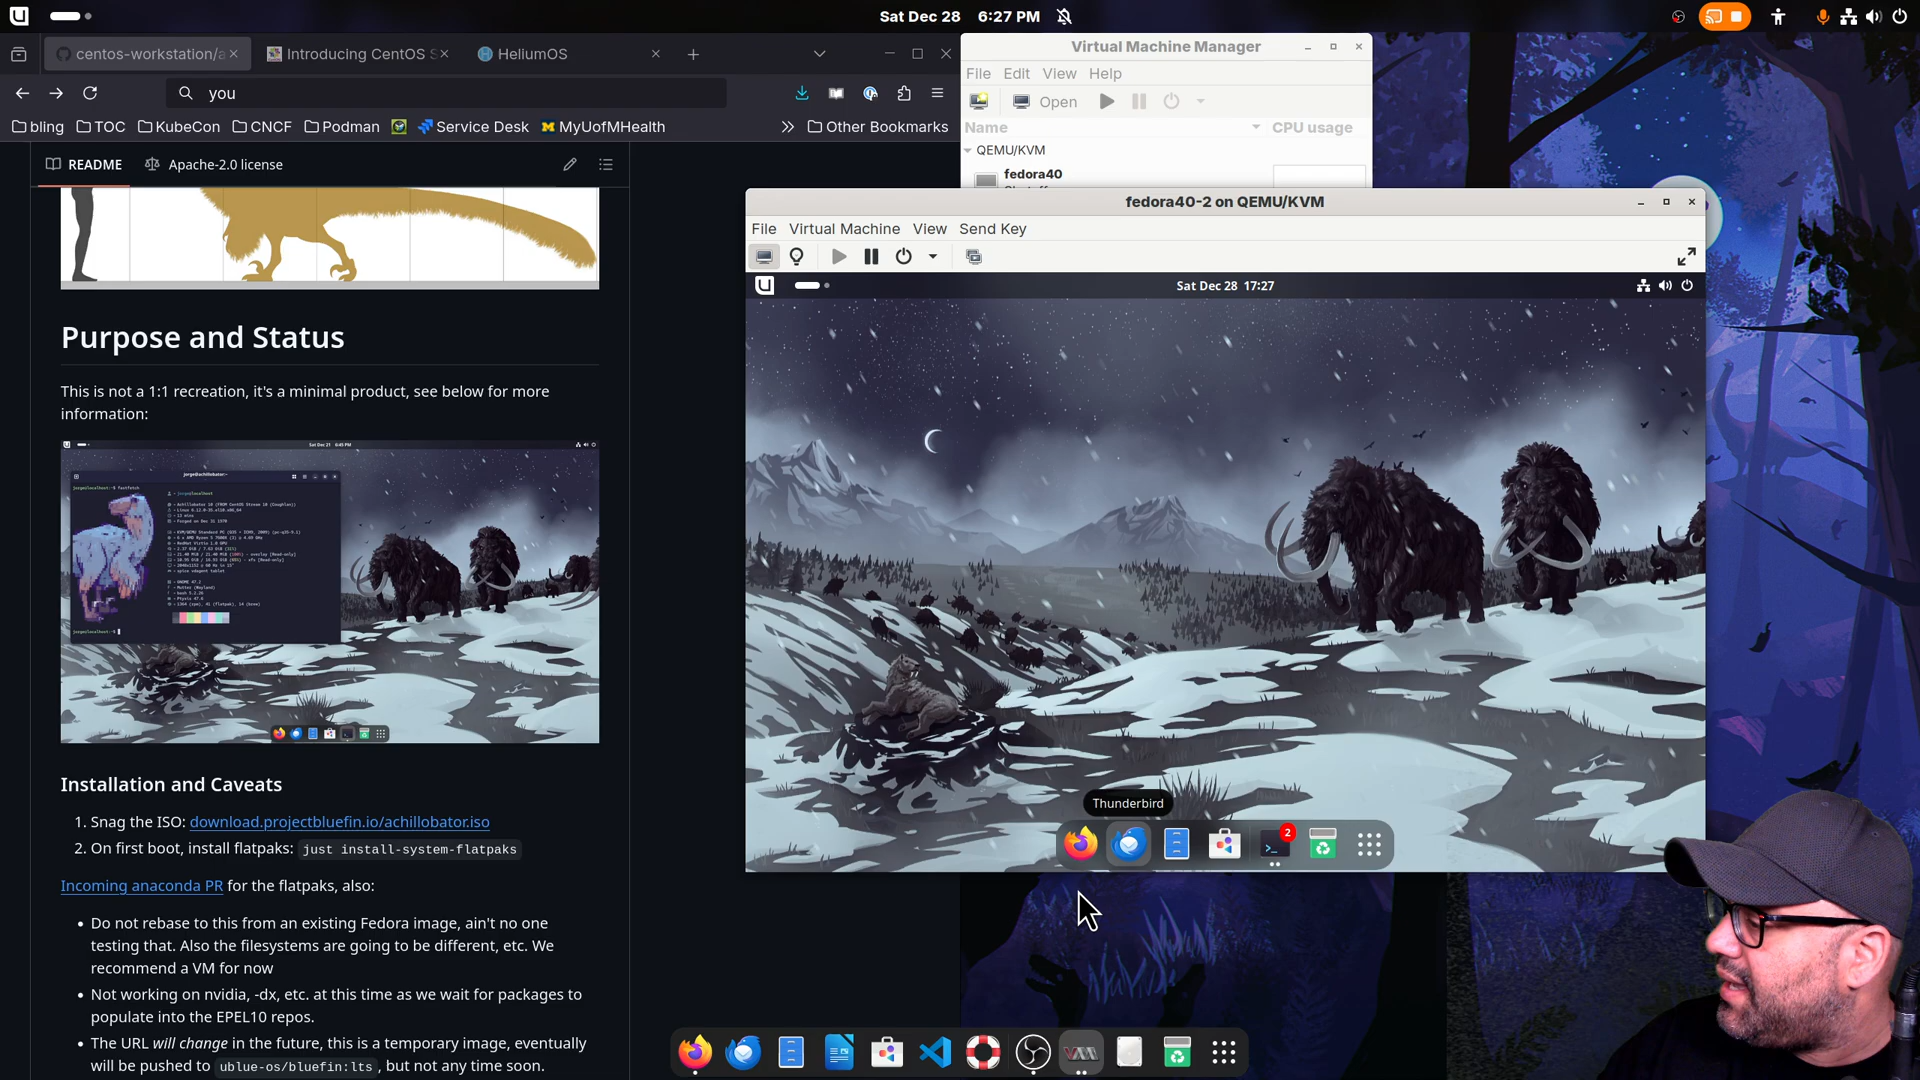 Sat Dec 28 6:27 PM
centos-workstation/a
Introducing CentOS S
HeliumOS
you
bling
TOC
KubeCon
CNCF
Podman
Service Desk
MyUofMHealth
Other Bookmarks
README
Apache-2.0 license
Purpose and Status
This is not a 1:1 recreation, it's a minimal product, see below for more
information:
Installation and Caveats
1. Snag the ISO: download.projectbluefin.io/achillobator.iso
2. On first boot, install flatpaks: just install-system-flatpaks
Incoming anaconda PR for the flatpaks, also:
• Do not rebase to this from an existing Fedora image, ain't no one
testing that. Also the filesystems are going to be different, etc. We
recommend a VM for now
• Not working on nvidia, -dx, etc. at this time as we wait for packages to
populate into the EPEL10 repos.
• The URL will change in the future, this is a temporary image, eventually
will be pushed to ublue-os/bluefin:lts , but not any time soon.
Virtual Machine Manager
File Edit View Help
Open
Name CPU usage
QEMU/KVM
fedora40
fedora40-2 on QEMU/KVM
File Virtual Machine View Send Key
Sat Dec 28 17:27
Thunderbird
2